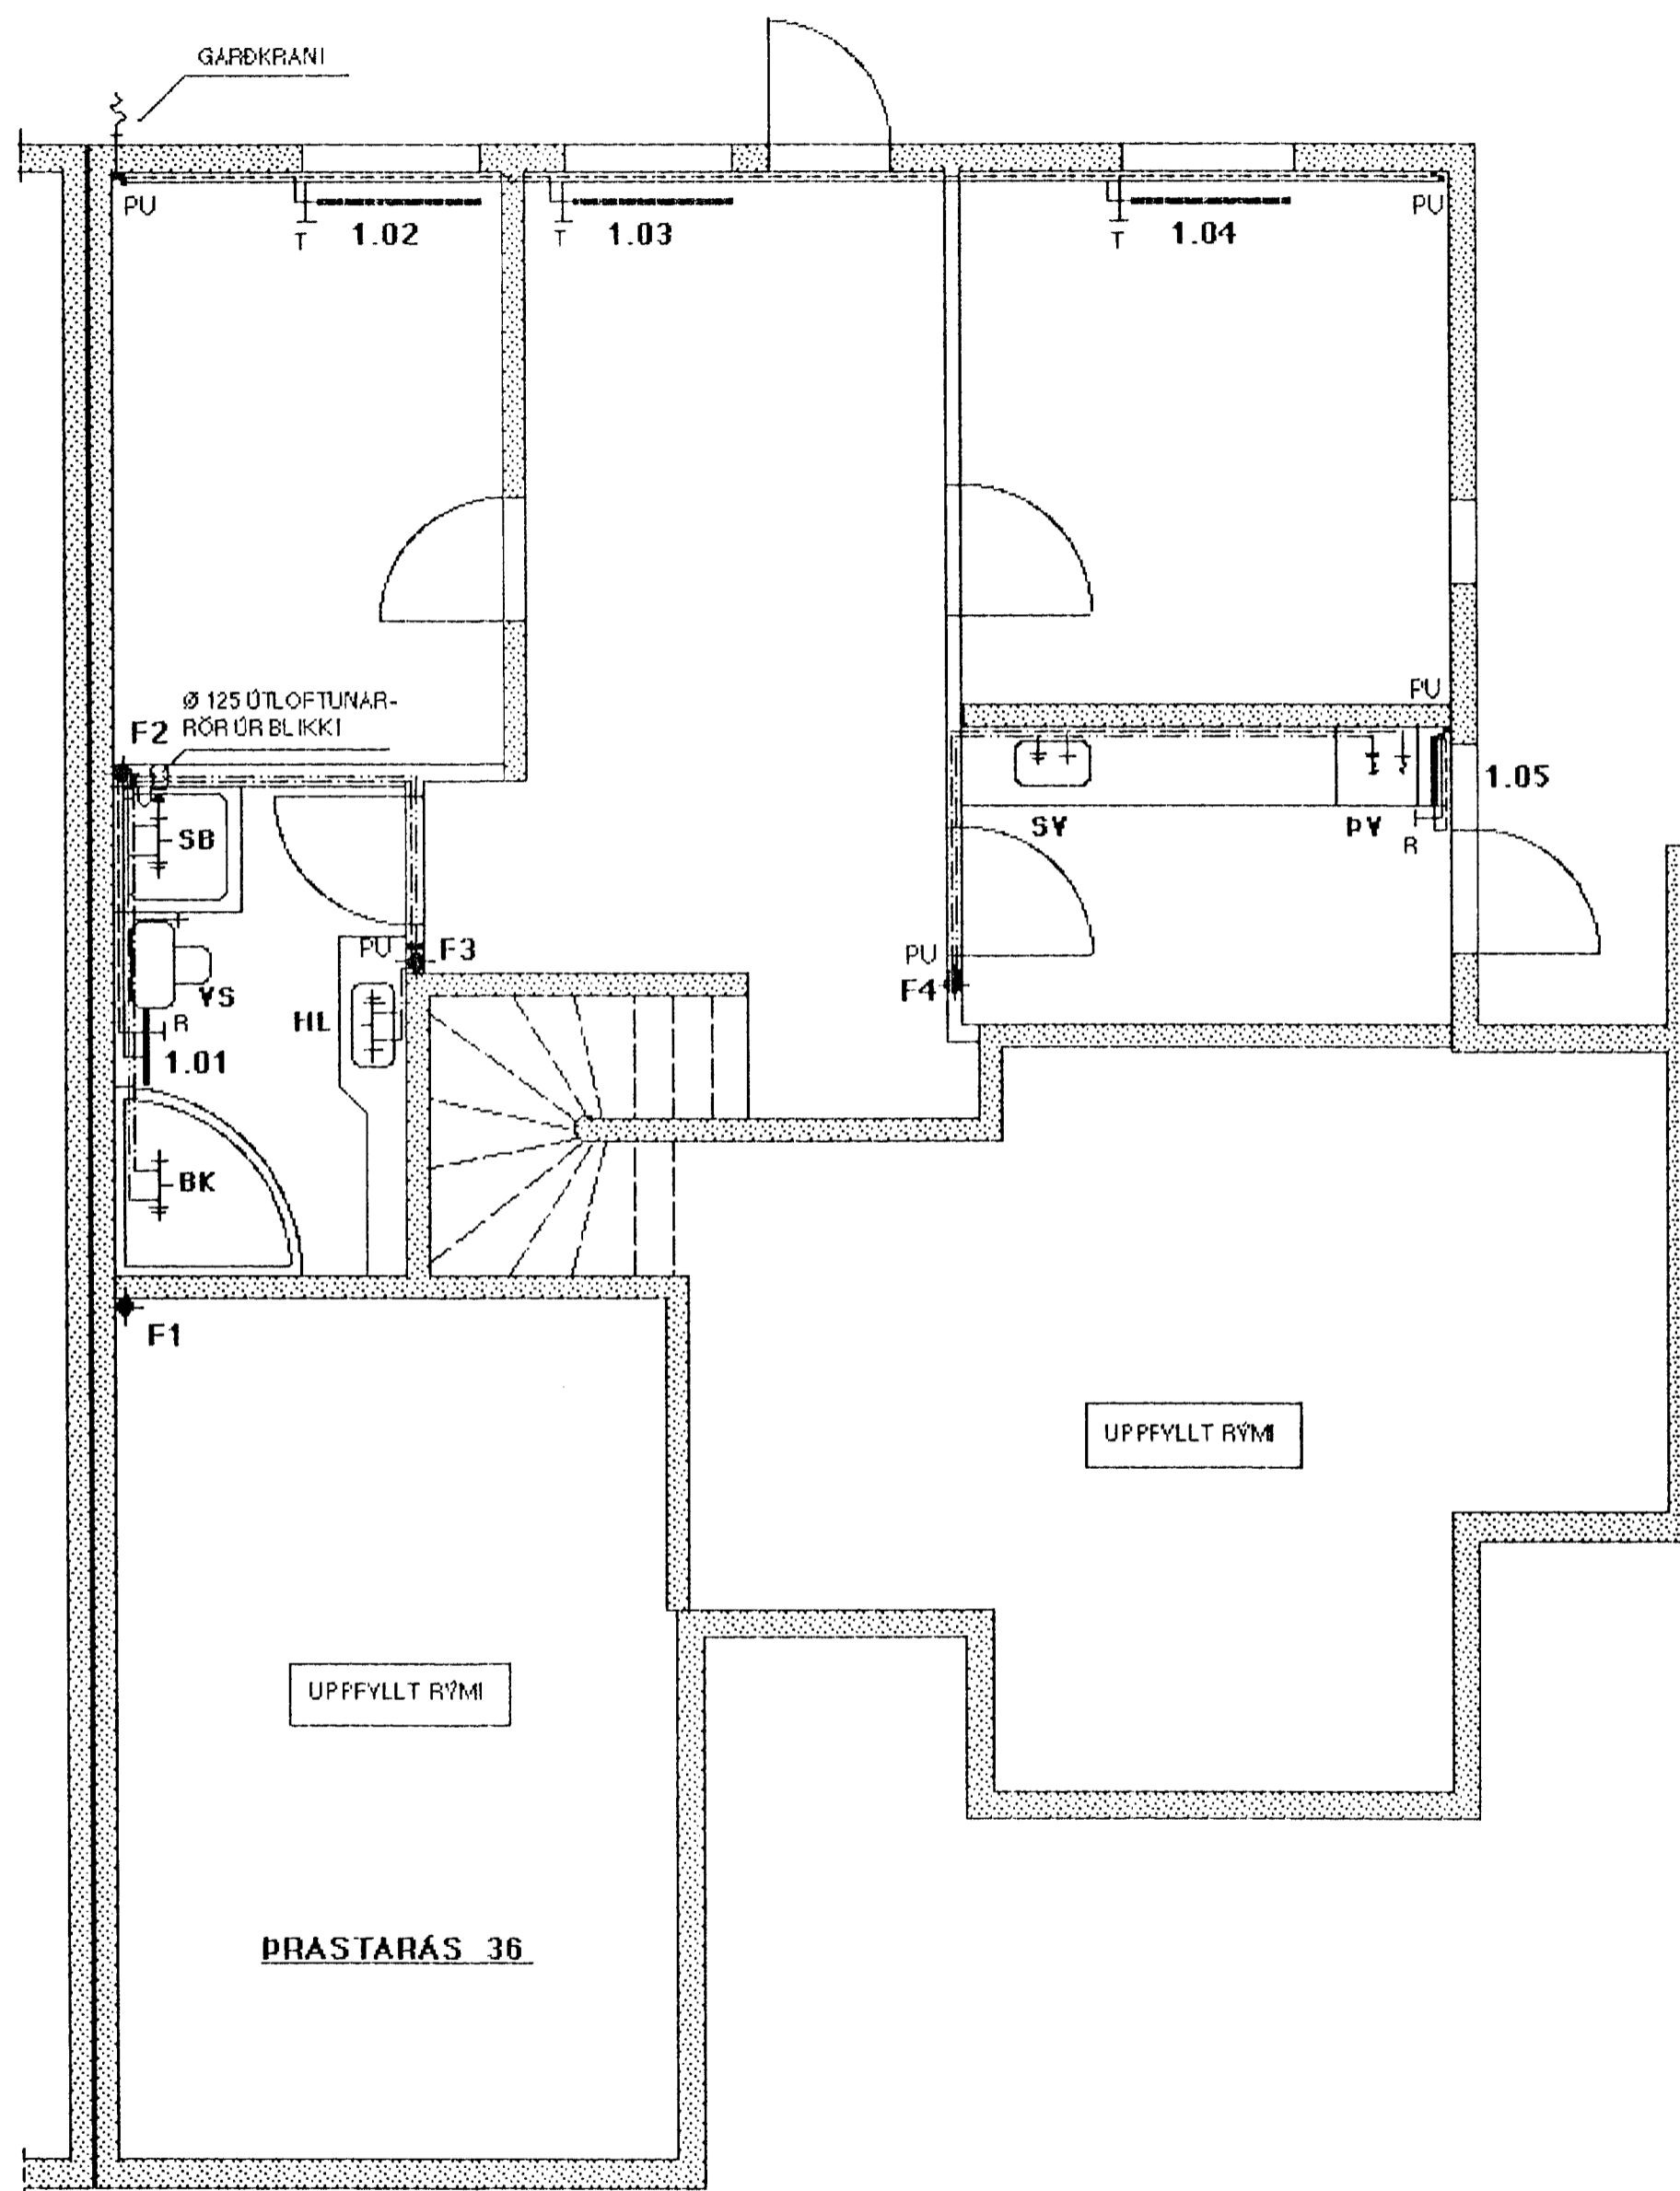 GARÐKRANI
PU
T
1.02
T
1.03
T
1.04
PU
Ø 125 ÚTLOFTUNAR-
RÖR ÚR BLIKKI
F2
PU
1.05
SB
SV
ÞV
R
PU
F3
PU
F4
VS
HL
R
1.01
BK
F1
UPPFYLLT RÝMI
UPPFYLLT RÝMI
ÞRASTARÁS 36